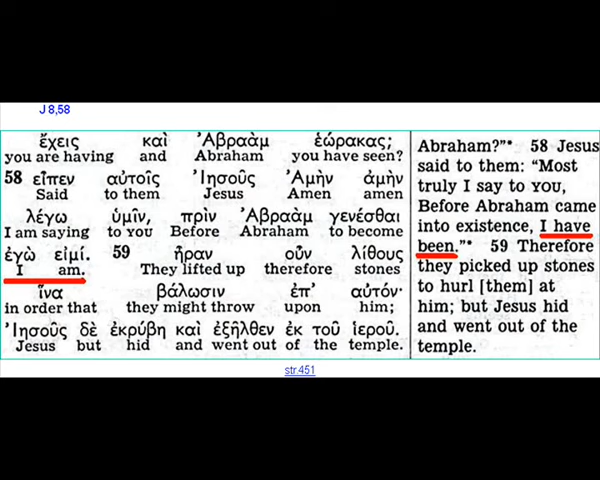 J 8,58
ἔχεις καὶ Ἀβραὰμ ἑώρακας;
you are having and Abraham you have seen?
58 εἶπεν αὐτοῖς Ἰησοῦς Ἀμὴν ἀμὴν
Said to them Jesus Amen amen
λέγω ὑμῖν, πρὶν Ἀβραὰμ γενέσθαι
I am saying to you Before Abraham to become
ἐγὼ εἰμί. 59 ἦραν οὖν λίθους
I am. They lifted up therefore stones
ἵνα βάλωσιν ἐπ' αὐτόν·
in order that they might throw upon him;
Ἰησοῦς δὲ ἐκρύβη καὶ ἐξῆλθεν ἐκ τοῦ ἱεροῦ.
Jesus but hid and went out of the temple.
Abraham?"* 58 Jesus
said to them: “Most
truly I say to YOU,
Before Abraham came
into existence, I have
been.”* 59 Therefore
they picked up stones
to hurl [them] at
him; but Jesus hid
and went out of the
temple.
str.451